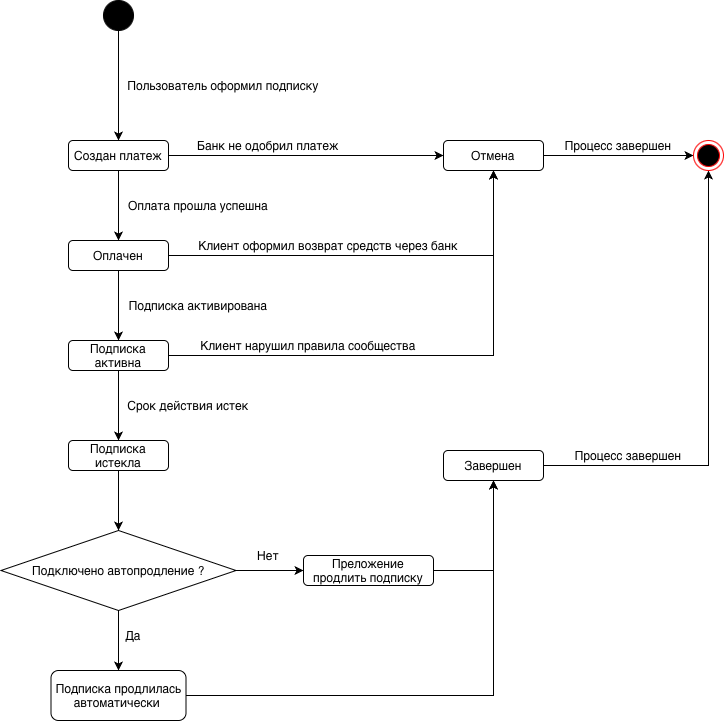 Пользователь оформил подписку
Создан платеж
Банк не одобрил платеж
Отмена
Процесс завершен
Оплата прошла успешна
Оплачен
Клиент оформил возврат средств через банк
Подписка активирована
Подписка
активна
Клиент нарушил правила сообщества
Срок действия истек
Подписка
истекла
Завершен
Процесс завершен
Подключено автопродление ?
Нет
Преложение
продлить подписку
Да
Подписка продлилась
автоматически